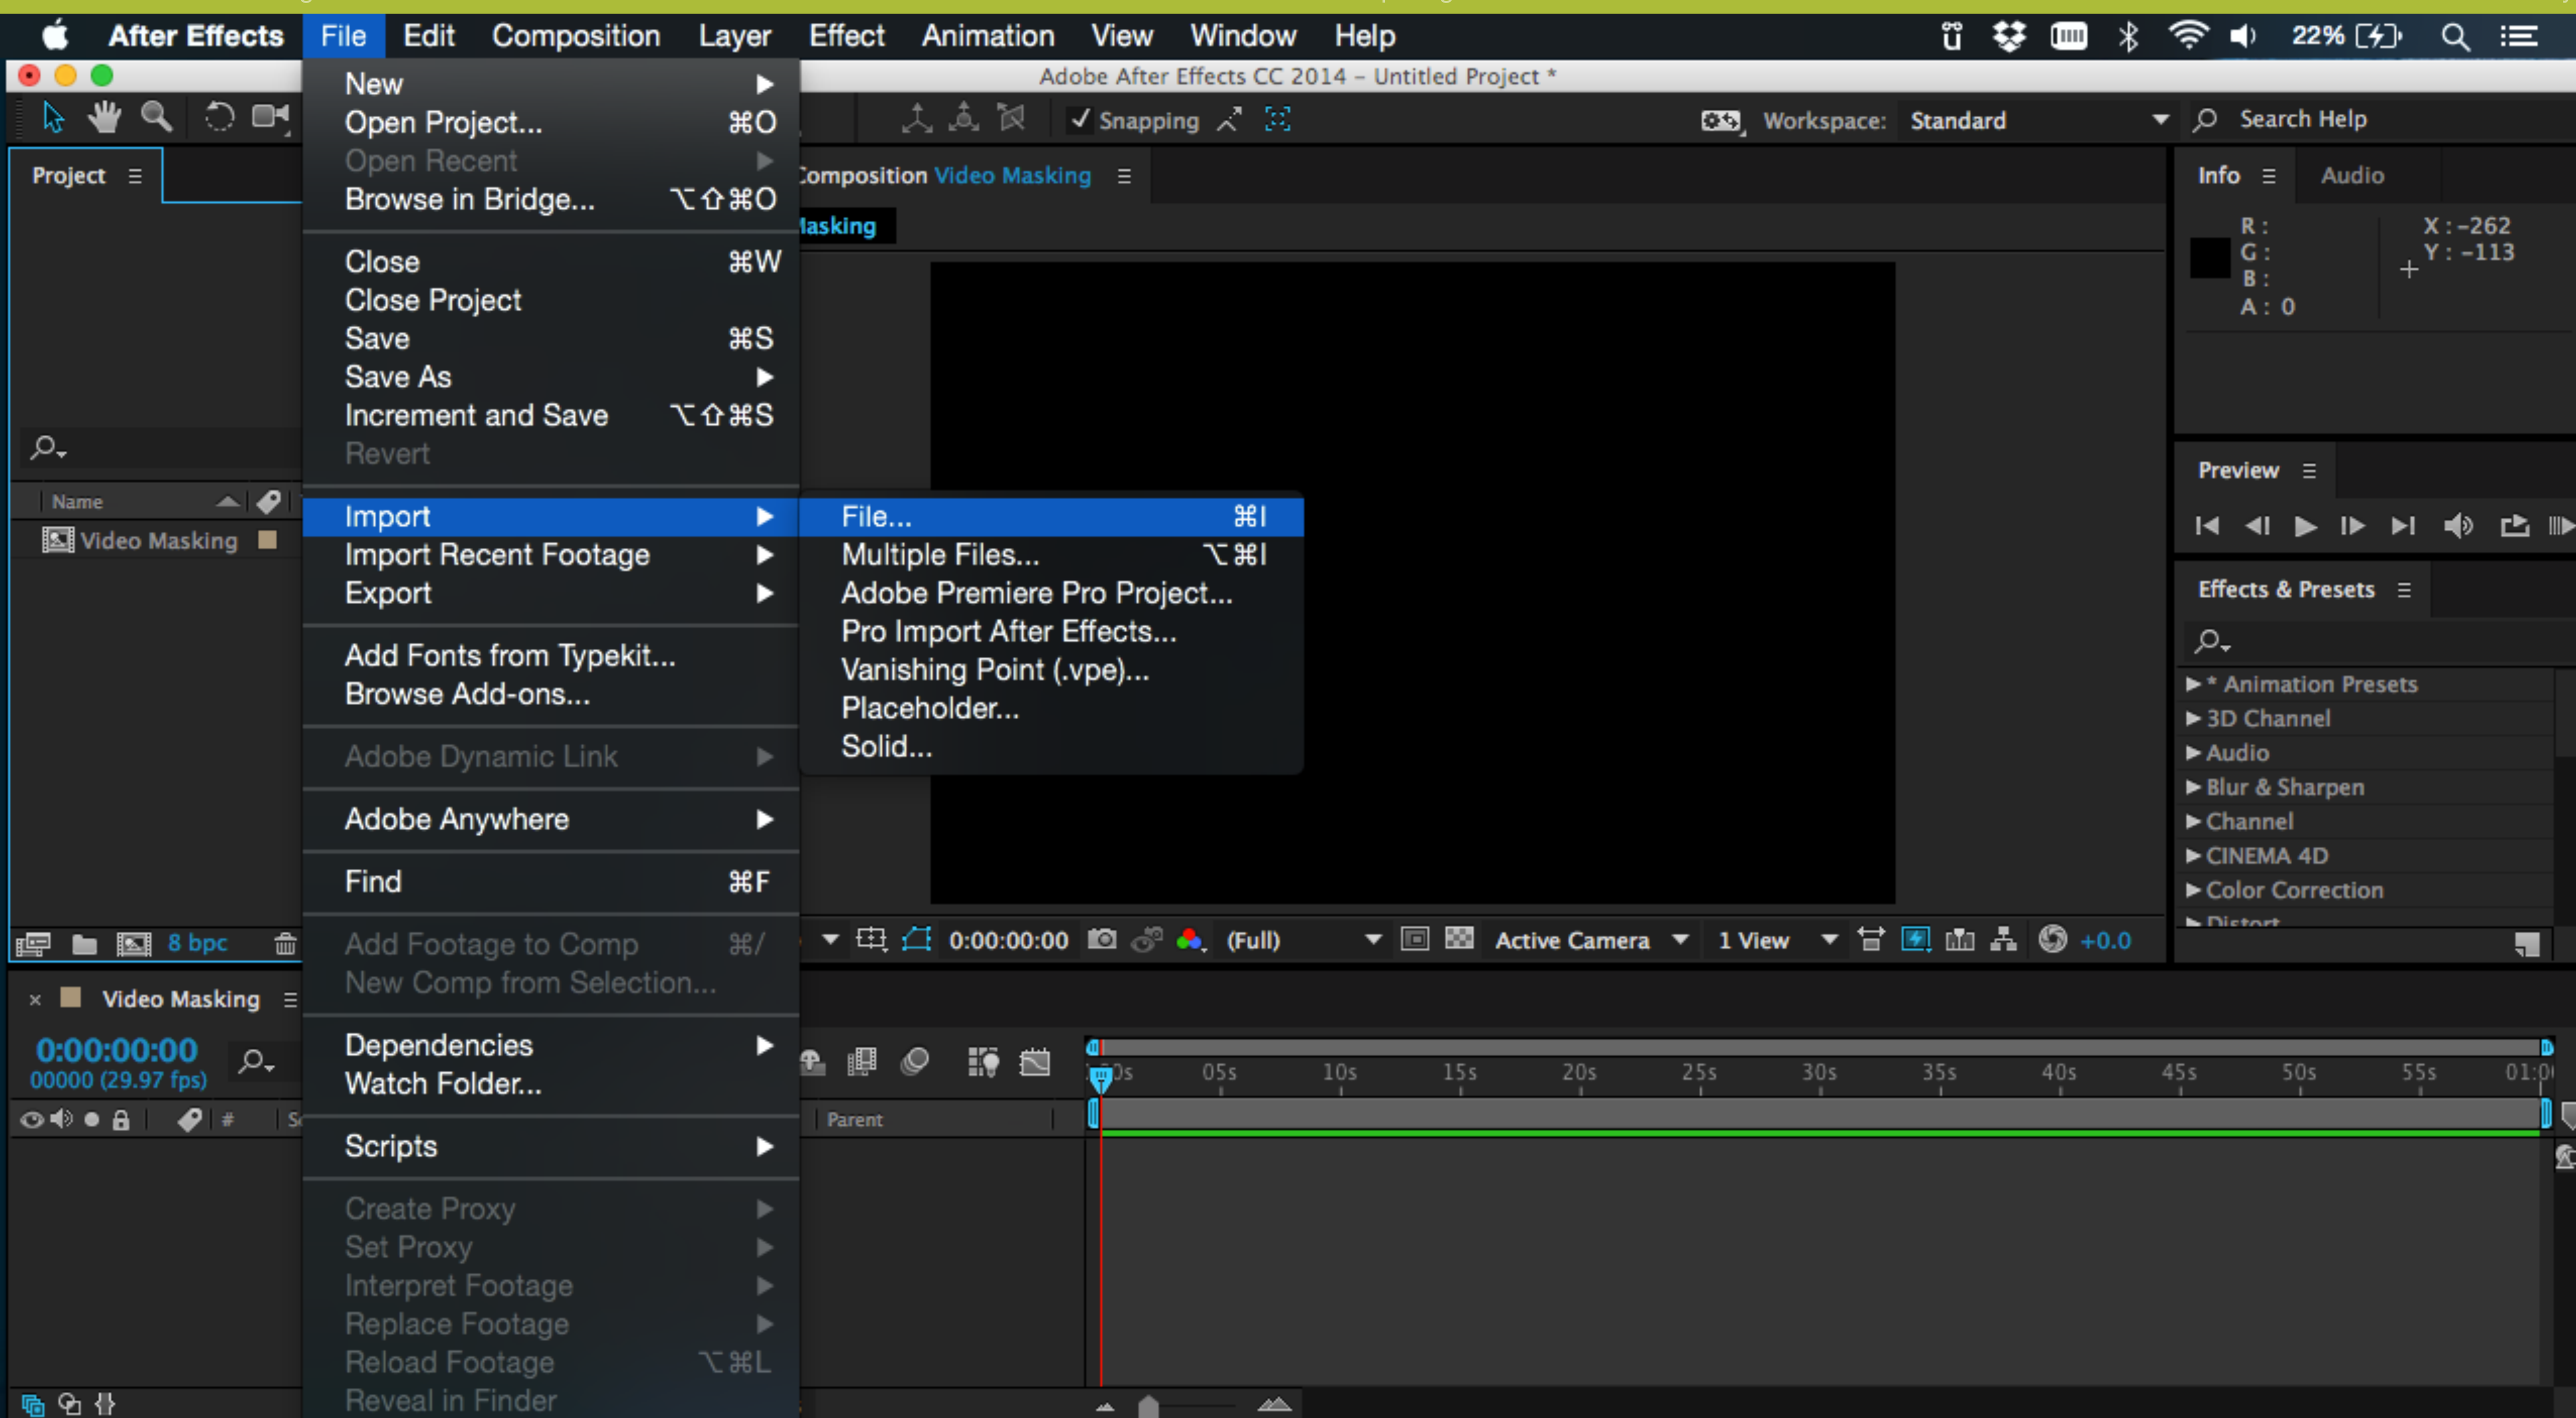 After Effects File Edit Composition Layer Effect Animation View Window Help 22%
Adobe After Effects CC 2014 – Untitled Project *
Snapping Workspace: Standard Search Help
Project
Name
Video Masking
8 bpc
New
Open Project... ⌘O
Open Recent
Browse in Bridge... ⌥⇧⌘O
Close ⌘W
Close Project
Save ⌘S
Save As
Increment and Save ⌥⇧⌘S
Revert
Import
Import Recent Footage
Export
Add Fonts from Typekit...
Browse Add-ons...
Adobe Dynamic Link
Adobe Anywhere
Find ⌘F
Add Footage to Comp ⌘/
New Comp from Selection...
Dependencies
Watch Folder...
Scripts
Create Proxy
Set Proxy
Interpret Footage
Replace Footage
Reload Footage ⌥⌘L
Reveal in Finder
File... ⌘I
Multiple Files... ⌥⌘I
Adobe Premiere Pro Project...
Pro Import After Effects...
Vanishing Point (.vpe)...
Placeholder...
Solid...
Composition Video Masking
Masking
0:00:00:00 (Full) Active Camera 1 View +0.0
Info Audio
R :
G :
B :
A : 0
X : -262
Y : -113
Preview
Effects & Presets
* Animation Presets
3D Channel
Audio
Blur & Sharpen
Channel
CINEMA 4D
Color Correction
Distort
Video Masking
0:00:00:00
00000 (29.97 fps)
# Parent
05s 10s 15s 20s 25s 30s 35s 40s 45s 50s 55s